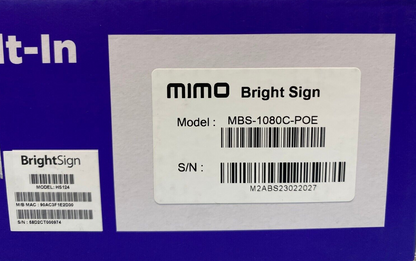 lt-In
mimo Bright Sign
Model : MBS-1080C-POE
S/N :
M2ABS23022027
BrightSign
MODEL: HS124